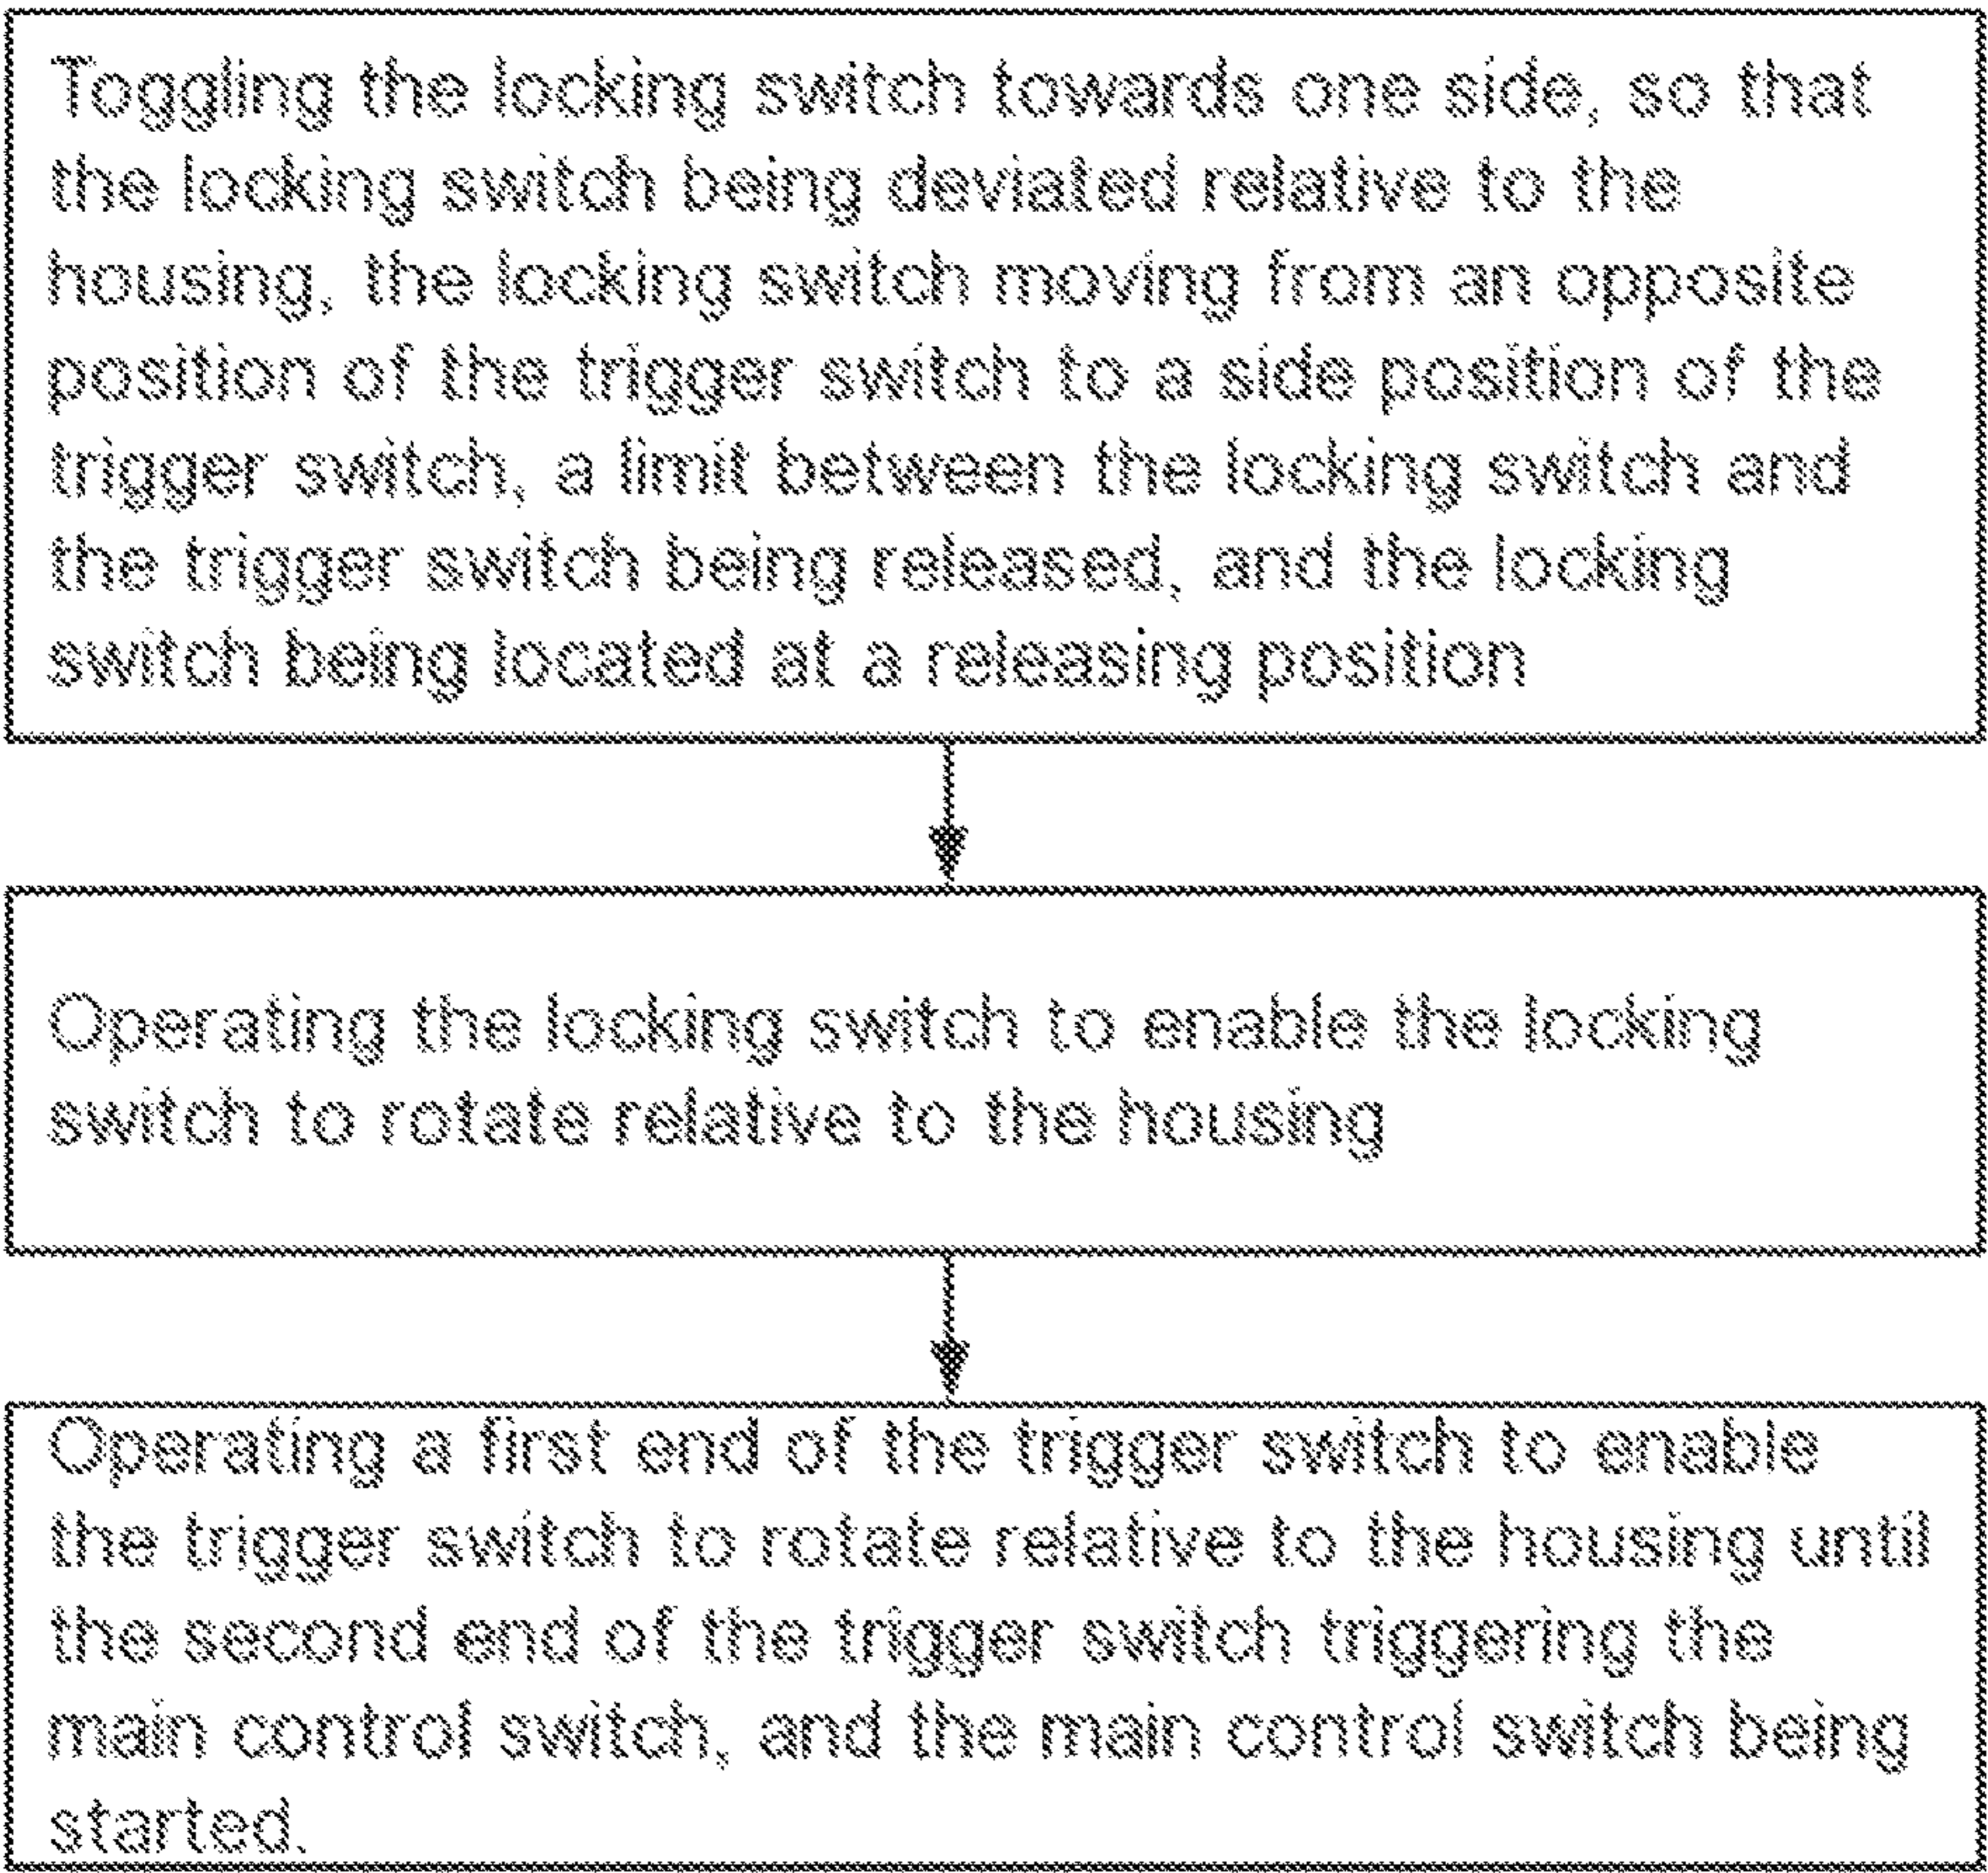 Toggling the locking switch towards one side, so that
the locking switch being deviated relative to the
housing, the locking switch moving from an opposite
position of the trigger switch to a side position of the
trigger switch, a limit between the locking switch and
the trigger switch being released, and the locking
switch being located at a releasing position
Operating the locking switch to enable the locking
switch to rotate relative to the housing
Operating a first end of the trigger switch to enable
the trigger switch to rotate relative to the housing until
the second end of the trigger switch triggering the
main control switch, and the main control switch being
started.